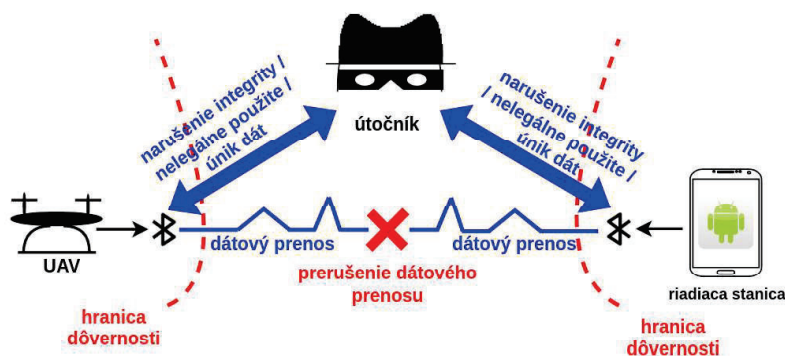 narušenie integrity /
nelegálne použite /
únik dát
útočník
narušenie integrity
/ nelegálne použite /
únik dát
UAV
dátový prenos
dátový prenos
prerušenie dátového
prenosu
riadiaca stanica
hranica
dôvernosti
hranica
dôvernosti